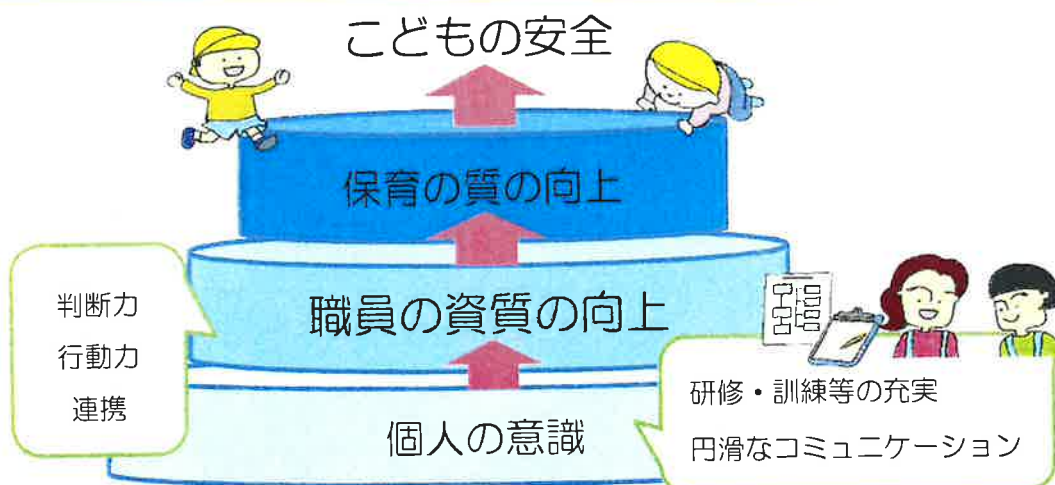 こどもの安全
保育の質の向上
判断力
行動力
連携
職員の資質の向上
個人の意識
研修・訓練等の充実
円滑なコミュニケーション